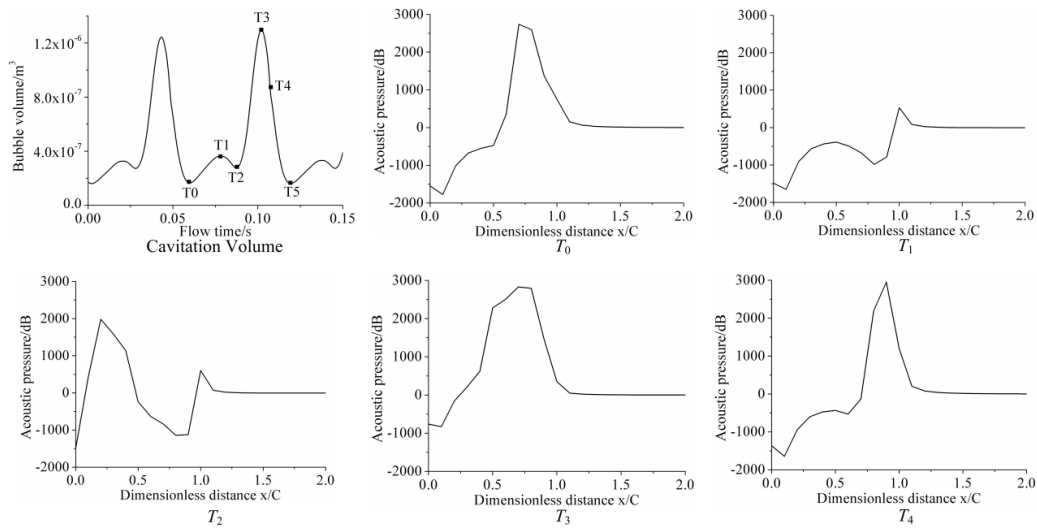 Bubble volume/m³
1.2x10⁻⁶
8.0x10⁻⁷
4.0x10⁻⁷
0.0
T0
T1
T2
T3
T4
T5
0.00 0.05 0.10 0.15
Flow time/s
Cavitation Volume
Acoustic pressure/dB
3000
2000
1000
0
-1000
-2000
0.0 0.5 1.0 1.5 2.0
Dimensionless distance x/C
T₀
Acoustic pressure/dB
3000
2000
1000
0
-1000
-2000
0.0 0.5 1.0 1.5 2.0
Dimensionless distance x/C
T₁
Acoustic pressure/dB
3000
2000
1000
0
-1000
-2000
0.0 0.5 1.0 1.5 2.0
Dimensionless distance x/C
T₂
Acoustic pressure/dB
3000
2000
1000
0
-1000
-2000
0.0 0.5 1.0 1.5 2.0
Dimensionless distance x/C
T₃
Acoustic pressure/dB
3000
2000
1000
0
-1000
-2000
0.0 0.5 1.0 1.5 2.0
Dimensionless distance x/C
T₄